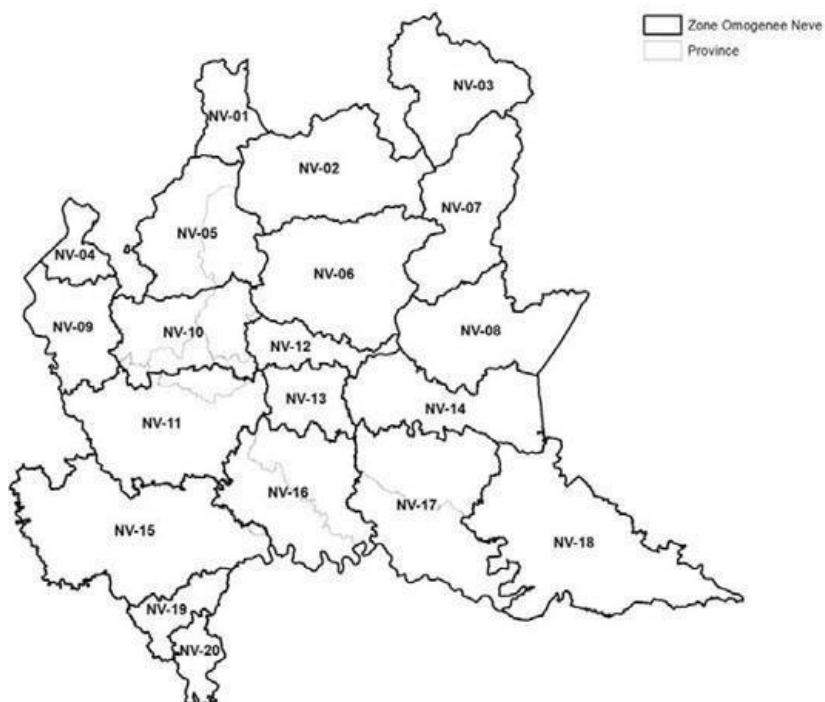 Zone Omogenee Neve
Province
NV-03
NV-01
NV-02
NV-07
NV-05
NV-04
NV-06
NV-09
NV-10
NV-08
NV-12
NV-13
NV-14
NV-11
NV-16
NV-17
NV-15
NV-18
NV-19
NV-20